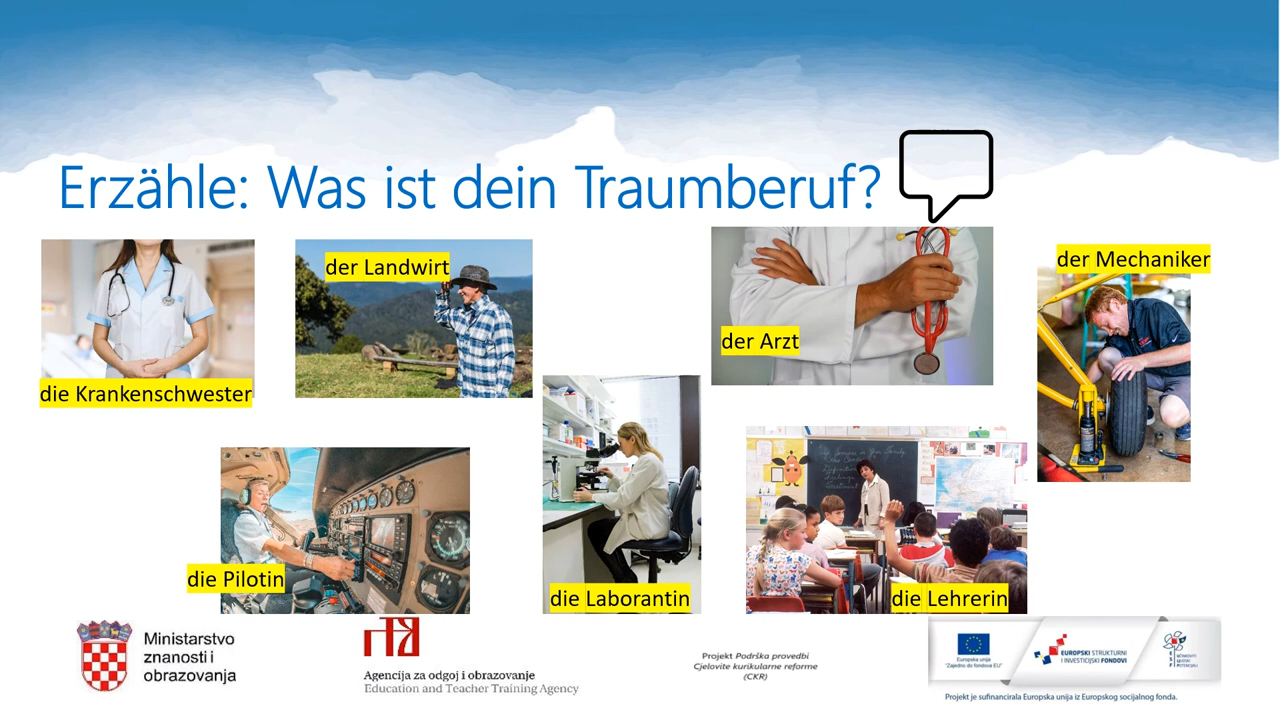 Erzähle: Was ist dein Traumberuf?
der Landwirt
der Mechaniker
der Arzt
die Krankenschwester
die Pilotin
die Laborantin
die Lehrerin
Ministarstvo
znanosti i
obrazovanja
Agencija za odgoj i obrazovanje
Education and Teacher Training Agency
Projekt Podrška provedbi
Cjelovite kurikularne reforme
(CKR)
Europska unija
"Zajedno do fondova EU"
EUROPSKI STRUKTURNI
I INVESTICIJSKI FONDOVI
Projekt je sufinancirala Europska unija iz Europskog socijalnog fonda.